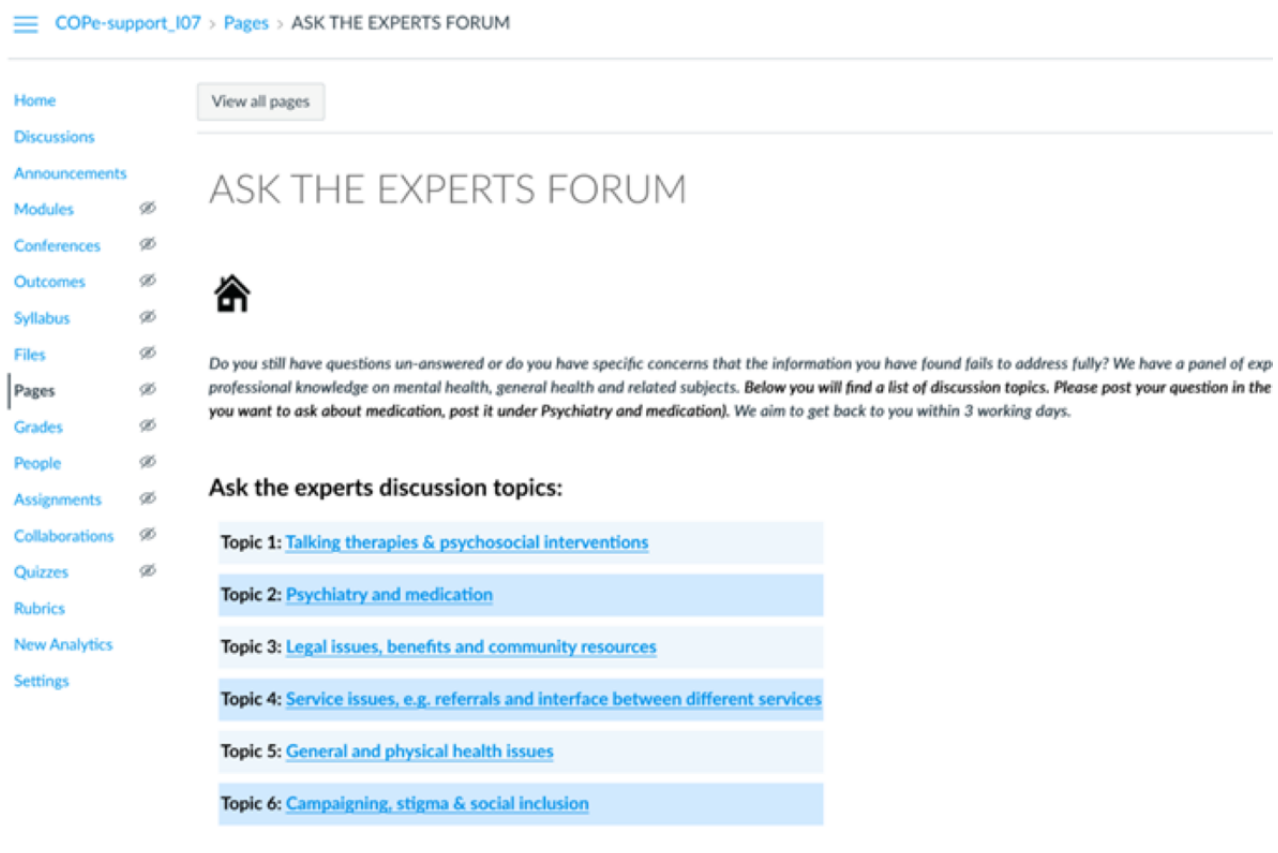 COPe-support_I07 > Pages > ASK THE EXPERTS FORUM
Home
Discussions
Announcements
Modules
Conferences
Outcomes
Syllabus
Files
Pages
Grades
People
Assignments
Collaborations
Quizzes
Rubrics
New Analytics
Settings
View all pages
ASK THE EXPERTS FORUM
Do you still have questions un-answered or do you have specific concerns that the information you have found fails to address fully? We have a panel of exp
professional knowledge on mental health, general health and related subjects. Below you will find a list of discussion topics. Please post your question in the
you want to ask about medication, post it under Psychiatry and medication). We aim to get back to you within 3 working days.
Ask the experts discussion topics:
Topic 1: Talking therapies & psychosocial interventions
Topic 2: Psychiatry and medication
Topic 3: Legal issues, benefits and community resources
Topic 4: Service issues, e.g. referrals and interface between different services
Topic 5: General and physical health issues
Topic 6: Campaigning, stigma & social inclusion